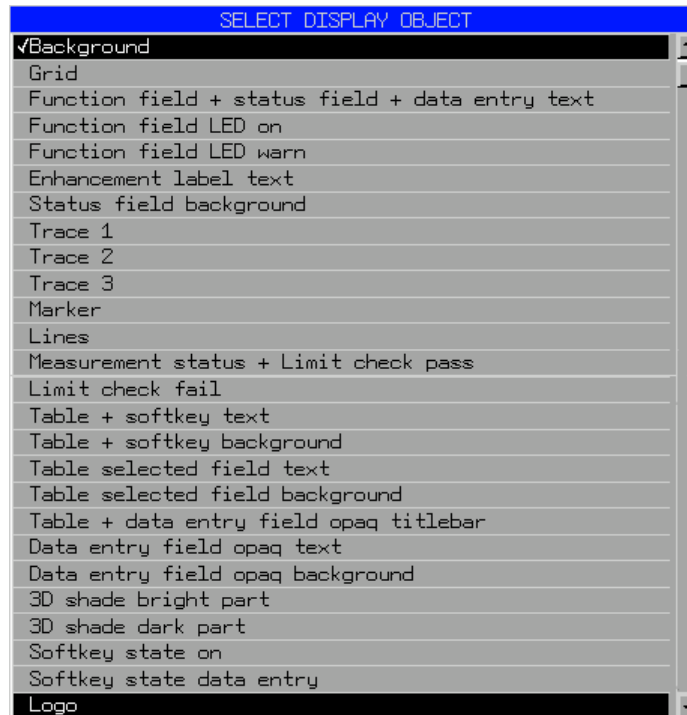 SELECT DISPLAY OBJECT
√Background
Grid
Function field + status field + data entry text
Function field LED on
Function field LED warn
Enhancement label text
Status field background
Trace 1
Trace 2
Trace 3
Marker
Lines
Measurement status + Limit check pass
Limit check fail
Table + softkey text
Table + softkey background
Table selected field text
Table selected field background
Table + data entry field opaq titlebar
Data entry field opaq text
Data entry field opaq background
3D shade bright part
3D shade dark part
Softkey state on
Softkey state data entry
Logo